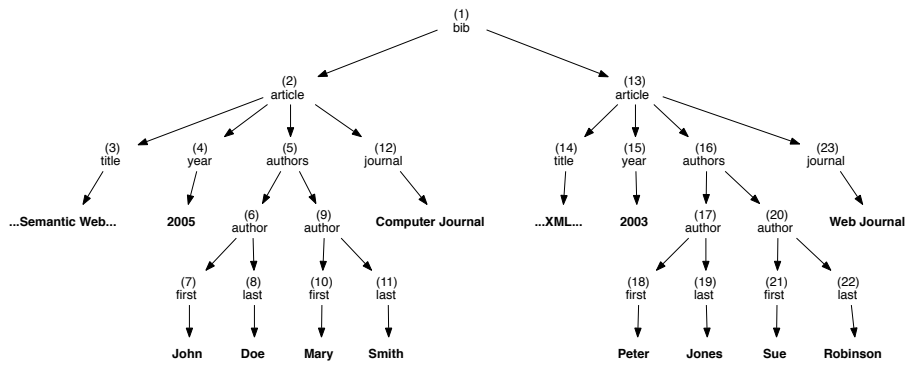 (1)
bib
(2)
article
(13)
article
(3)
title
(4)
year
(5)
authors
(12)
journal
(14)
title
(15)
year
(16)
authors
(23)
journal
...Semantic Web...
2005
(6)
author
(9)
author
Computer Journal
...XML...
2003
(17)
author
(20)
author
Web Journal
(7)
first
(8)
last
(10)
first
(11)
last
(18)
first
(19)
last
(21)
first
(22)
last
John
Doe
Mary
Smith
Peter
Jones
Sue
Robinson